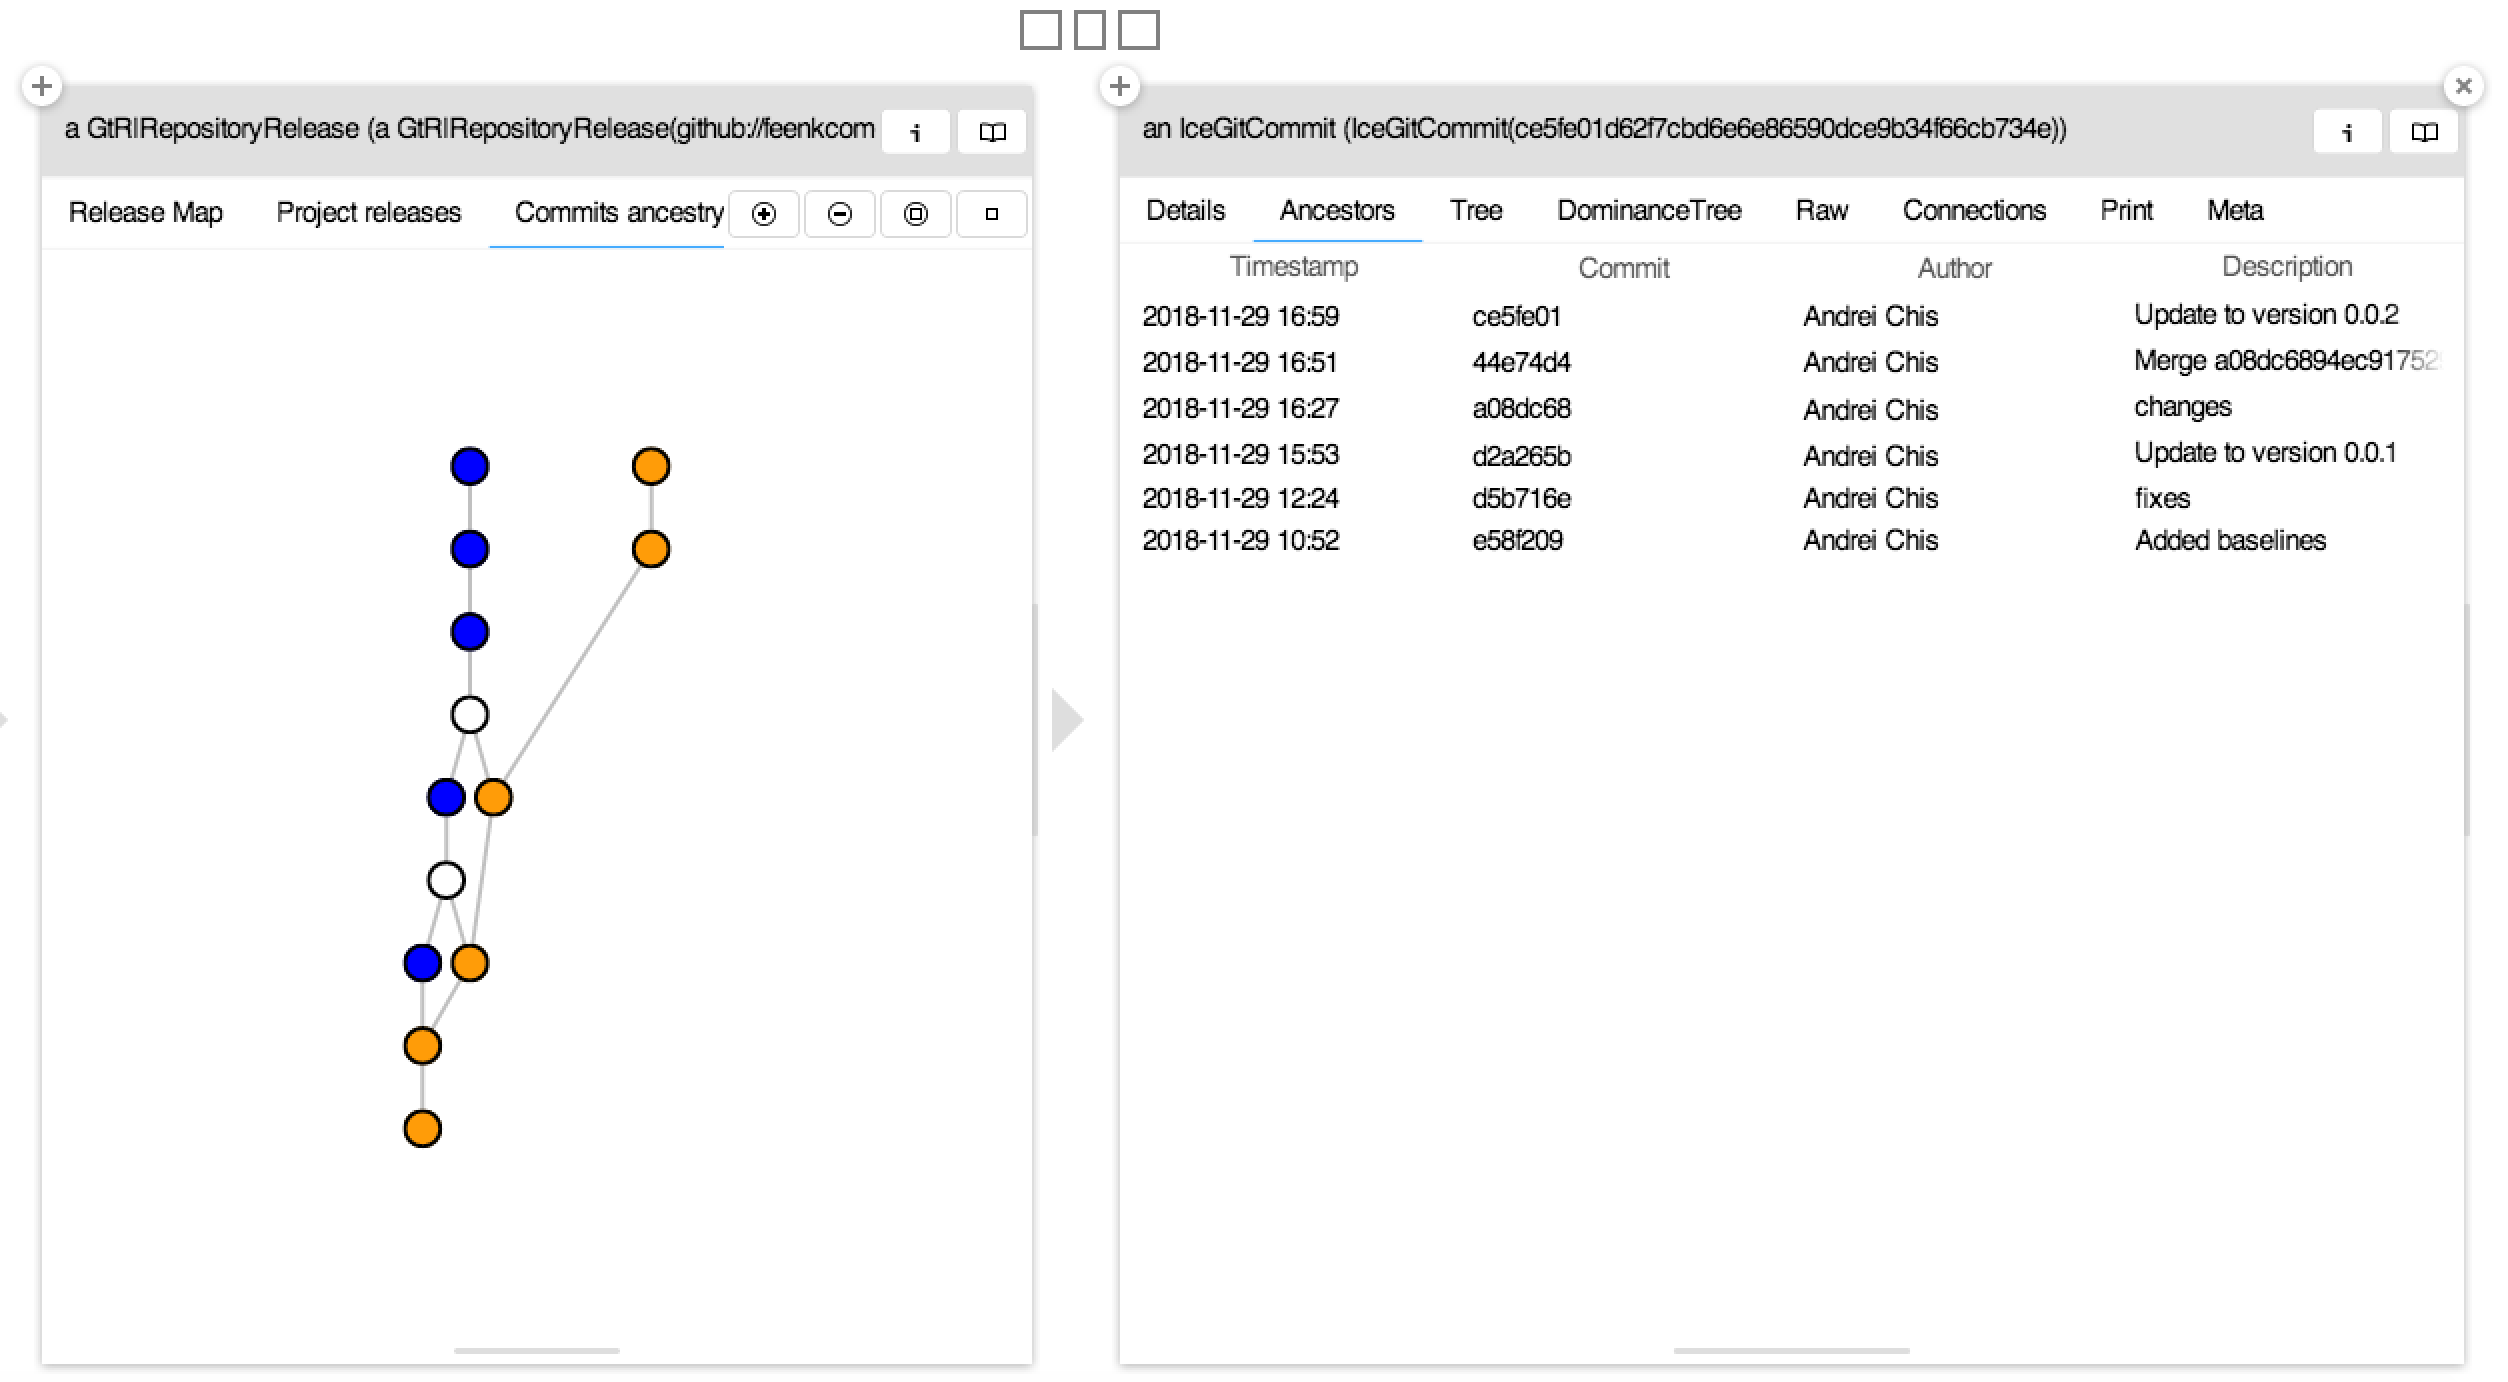 a GtRlRepositoryRelease (a GtRlRepositoryRelease(github://feenkcom
i
Release Map Project releases Commits ancestry
an IceGitCommit (IceGitCommit(ce5fe01d62f7cbd6e6e86590dce9b34f66cb734e))
i
Details Ancestors Tree DominanceTree Raw Connections Print Meta
Timestamp Commit Author Description
2018-11-29 16:59 ce5fe01 Andrei Chis Update to version 0.0.2
2018-11-29 16:51 44e74d4 Andrei Chis Merge a08dc6894ec91752
2018-11-29 16:27 a08dc68 Andrei Chis changes
2018-11-29 15:53 d2a265b Andrei Chis Update to version 0.0.1
2018-11-29 12:24 d5b716e Andrei Chis fixes
2018-11-29 10:52 e58f209 Andrei Chis Added baselines